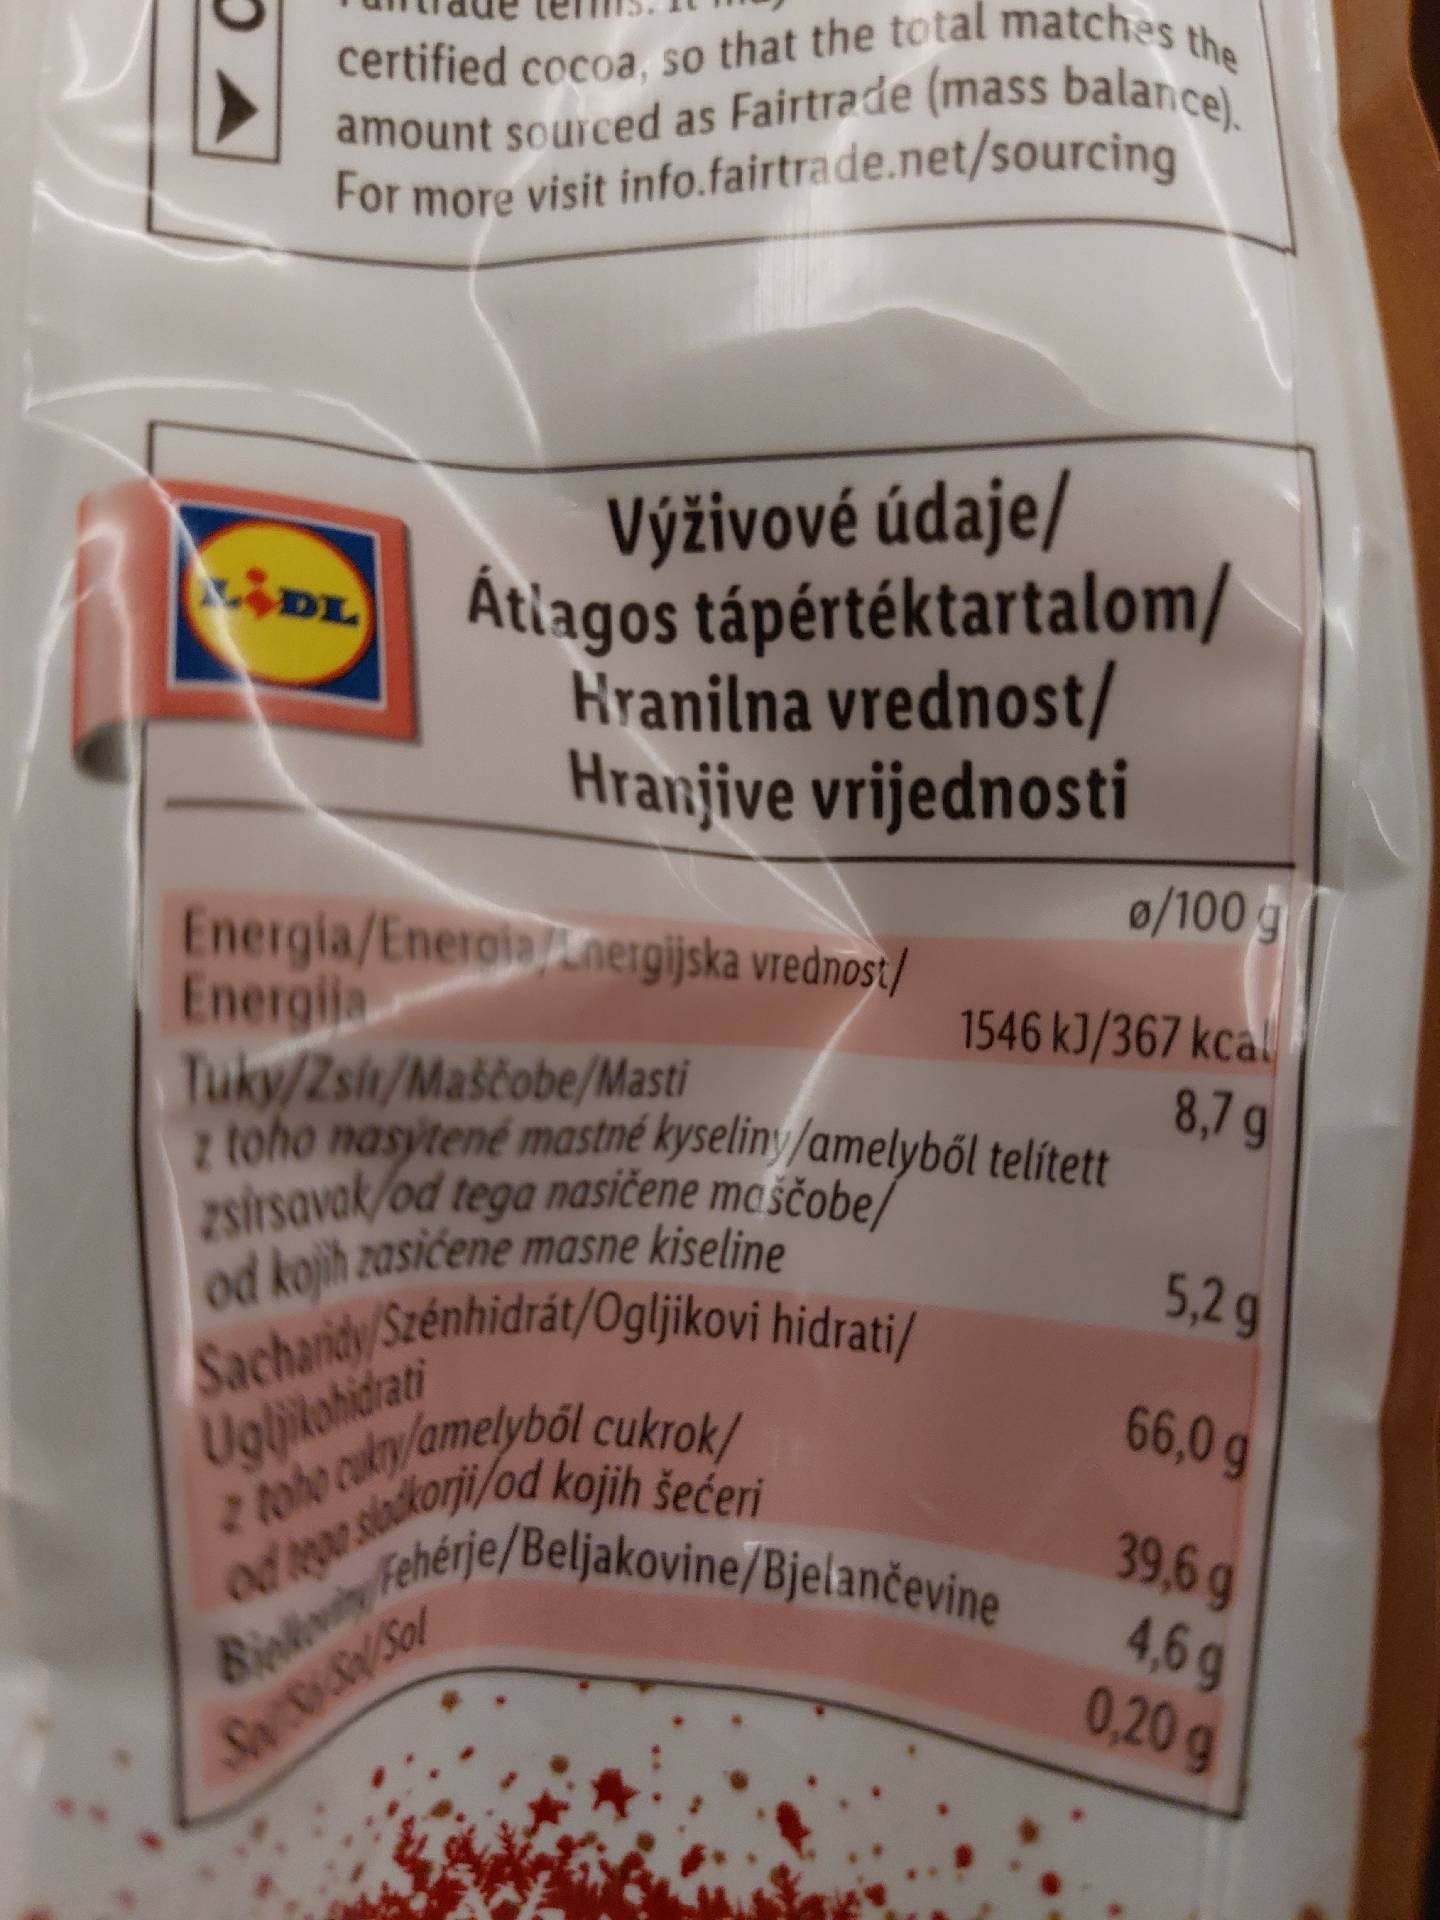 certified cocoa, so that the total matches the
amount sourced as Fairtrade (mass balance).
For more visit info.fairtrade.net/sourcing
LIDL
Výživové údaje/
Átlagos tápértéktartalom/
Hranilna vrednost/
Hranjive vrijednosti
ø/100 g
Energia/Energia/Energijska vrednost/
Energija
1546 kJ/367 kcal
Tuky/Zsír/Maščobe/Masti
8,7 g
z toho nasýtené mastné kyseliny/amelyből telített
zsírsavak/od tega nasičene maščobe/
od kojih zasićene masne kiseline
5,2 g
Sacharidy/Szénhidrát/Ogljikovi hidrati/
Ugljikohidrati
66,0 g
z toho cukry/amelyből cukrok/
od tega sladkorji/od kojih šećeri
39,6 g
Bielkoviny/Fehérje/Beljakovine/Bjelančevine
4,6 g
Soľ/Só/Sol/Sol
0,20 g